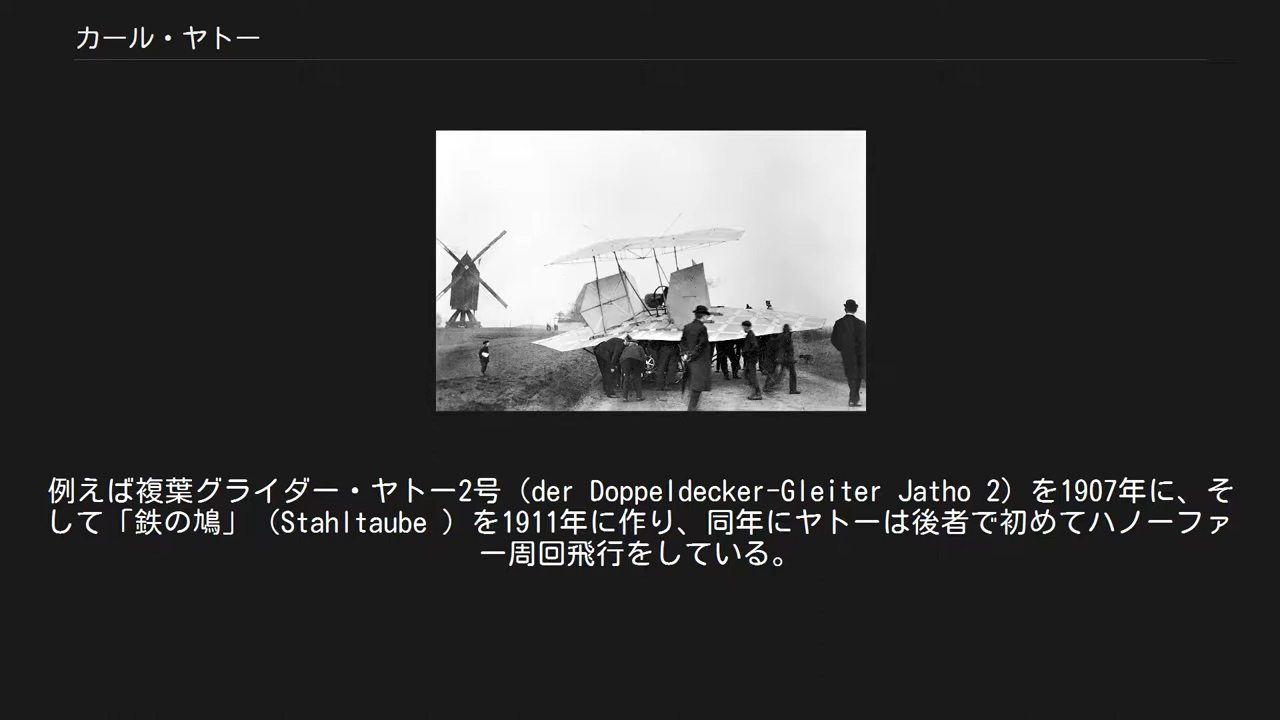 カール・ヤトー
例えば複葉グライダー・ヤトー2号（der Doppeldecker-Gleiter Jatho 2）を1907年に、そ
して「鉄の鳩」（Stahltaube ）を1911年に作り、同年にヤトーは後者で初めてハノーファ
ー周回飛行をしている。